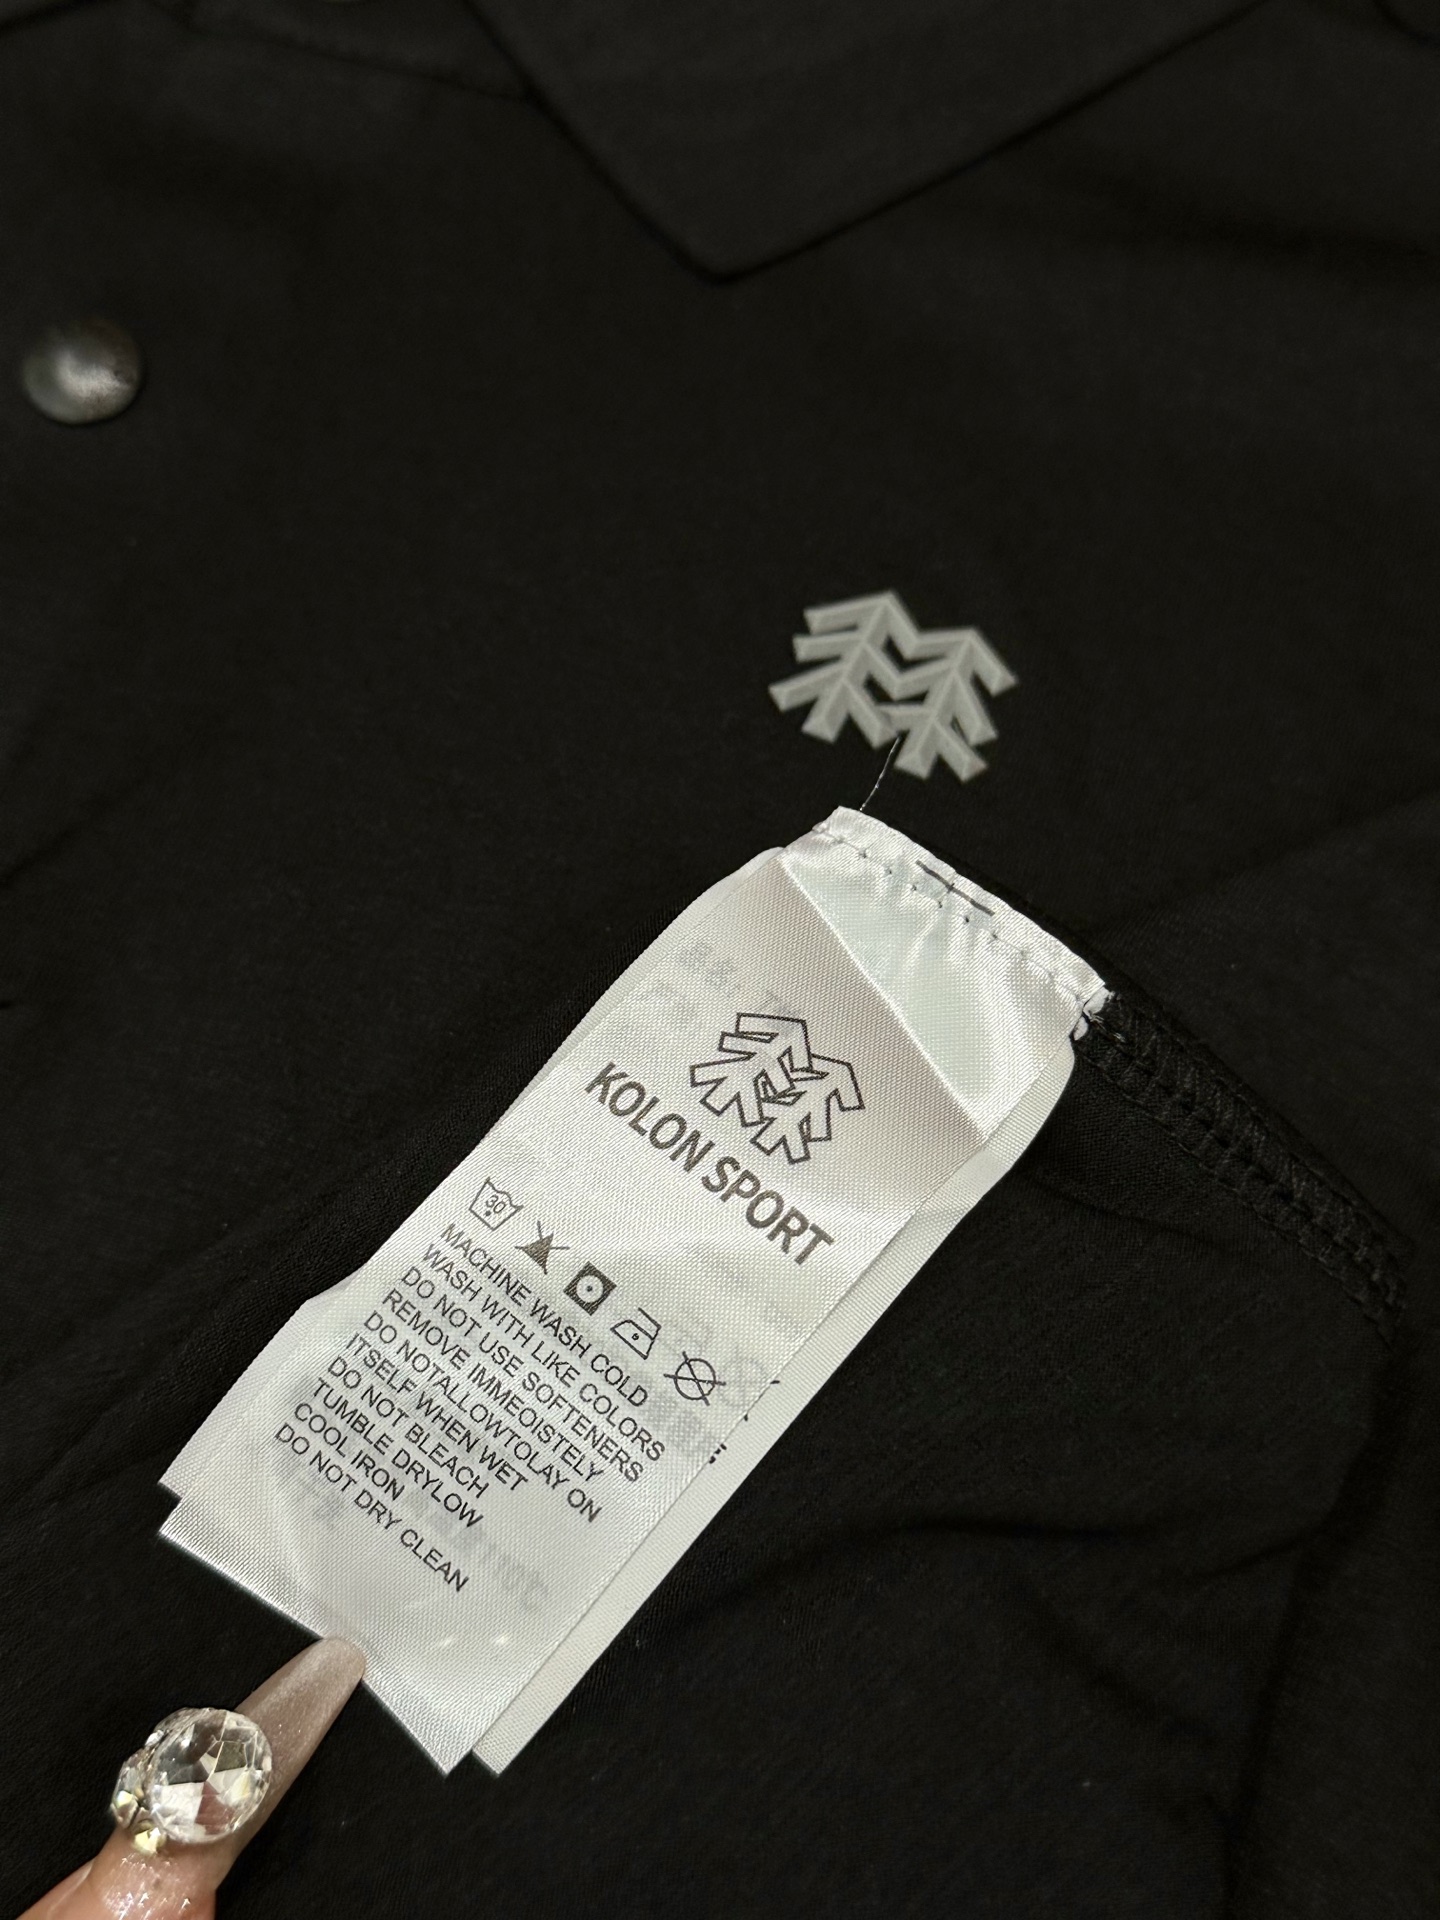 KOLON SPORT
30
MACHINE WASH COLD
WASH WITH LIKE COLORS
DO NOT USE SOFTENERS
REMOVE IMMEOISTELY
DO NOTALLOWTOLAY ON
ITSELF WHEN WET
DO NOT BLEACH
TUMBLE DRYLOW
COOL IRON
DO NOT DRY CLEAN